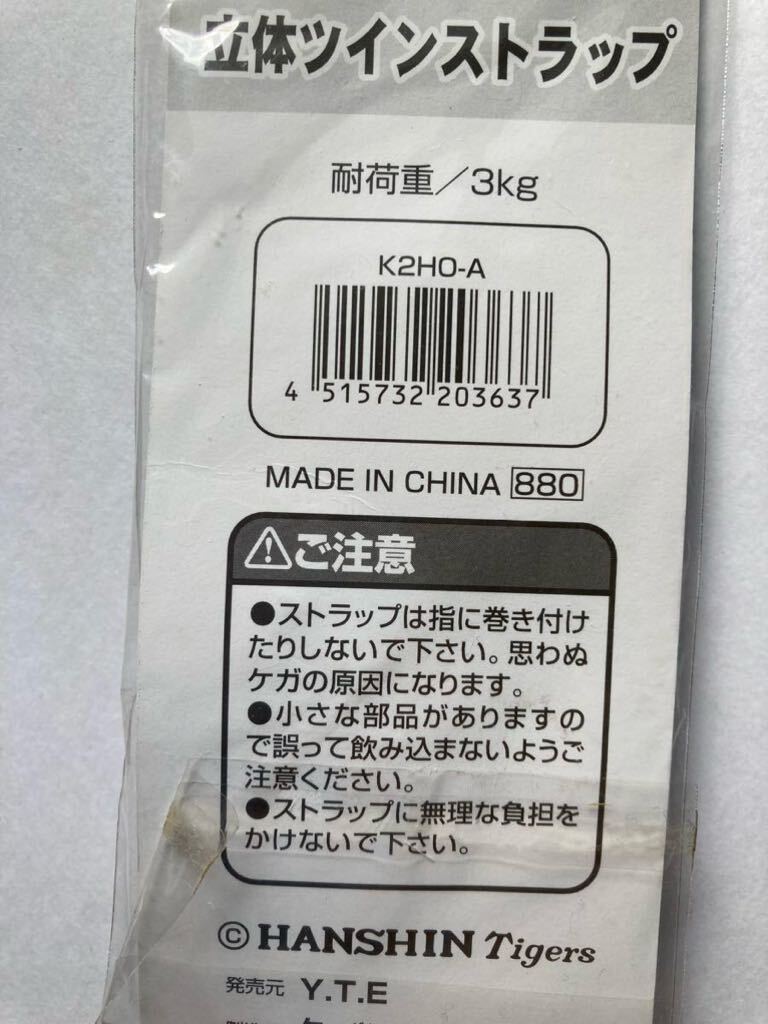 立体ツインストラップ
耐荷重／3kg
K2HO-A
4 515732 203637
MADE IN CHINA 880
⚠ご注意
●ストラップは指に巻き付け
たりしないで下さい。思わぬ
ケガの原因になります。
●小さな部品がありますの
で誤って飲み込まないようご
注意ください。
●ストラップに無理な負担を
かけないで下さい。
© HANSHIN Tigers
発売元 Y.T.E